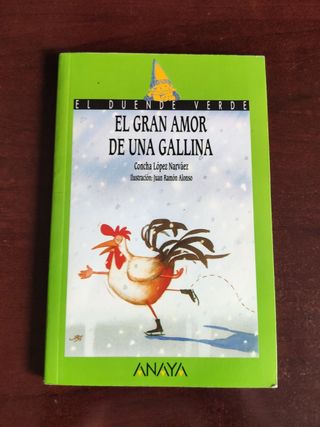 EL DUENDE VERDE
EL GRAN AMOR
DE UNA GALLINA
Concha López Narváez
Ilustración: Juan Ramón Alonso
ANAYA